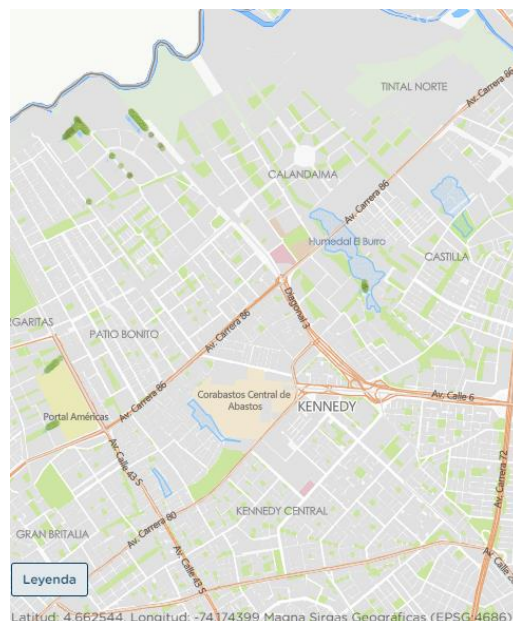 TINTAL NORTE
Av. Carrera 86
CALANDAIMA
Av. Carrera 86
Humedal El Burro
CASTILLA
Diagonal 3
RGARITAS
PATIO BONITO
Av. Carrera 86
Corabastos Central de
Abastos
KENNEDY
Av. Calle 6
Av. Carrera 86
Portal Américas
Av. Calle 43 S
Av. Carrera 72
KENNEDY CENTRAL
GRAN BRITALIA
Av. Carrera 80
Av. Calle 43 S
Av. Calle
Leyenda
Latitud: 4.662544 Longitud: -74.174399 Magna Sirgas Geográficas (EPSG:4686)